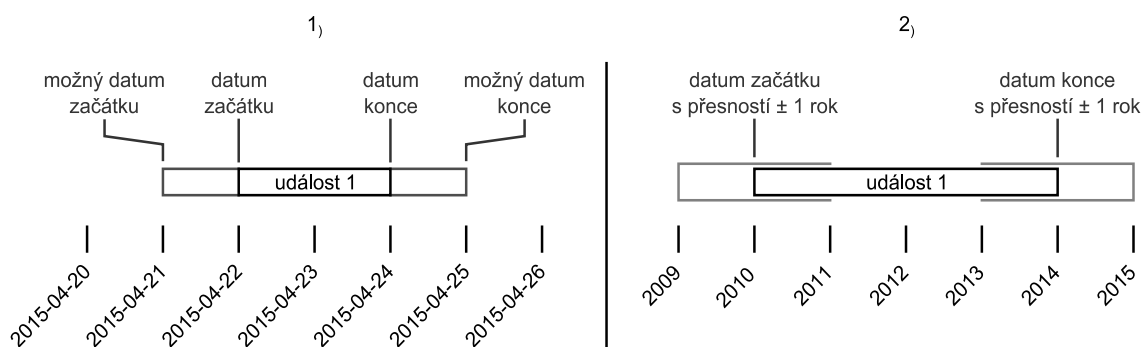 1)
možný datum
začátku
datum
začátku
datum
konce
možný datum
konce
událost 1
2015-04-20
2015-04-21
2015-04-22
2015-04-23
2015-04-24
2015-04-25
2015-04-26
2)
datum začátku
s přesností ± 1 rok
datum konce
s přesností ± 1 rok
událost 1
2009
2010
2011
2012
2013
2014
2015